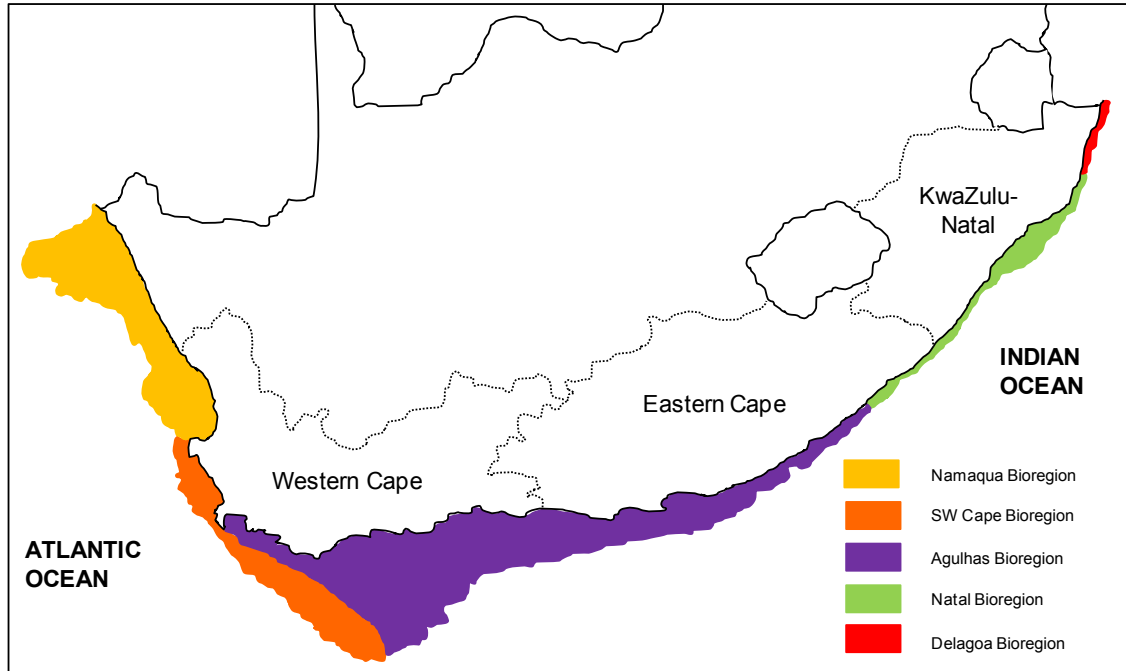 KwaZulu-
Natal
INDIAN
OCEAN
Eastern Cape
Western Cape
ATLANTIC
OCEAN
Namaqua Bioregion
SW Cape Bioregion
Agulhas Bioregion
Natal Bioregion
Delagoa Bioregion